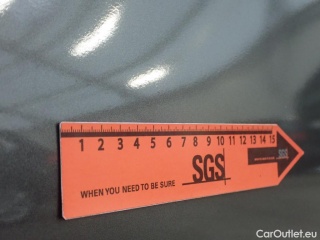 1 2 3 4 5 6 7 8 9 10 11 12 13 14 15
SGS
WHEN YOU NEED TO BE SURE
SGS
CarOutlet.eu